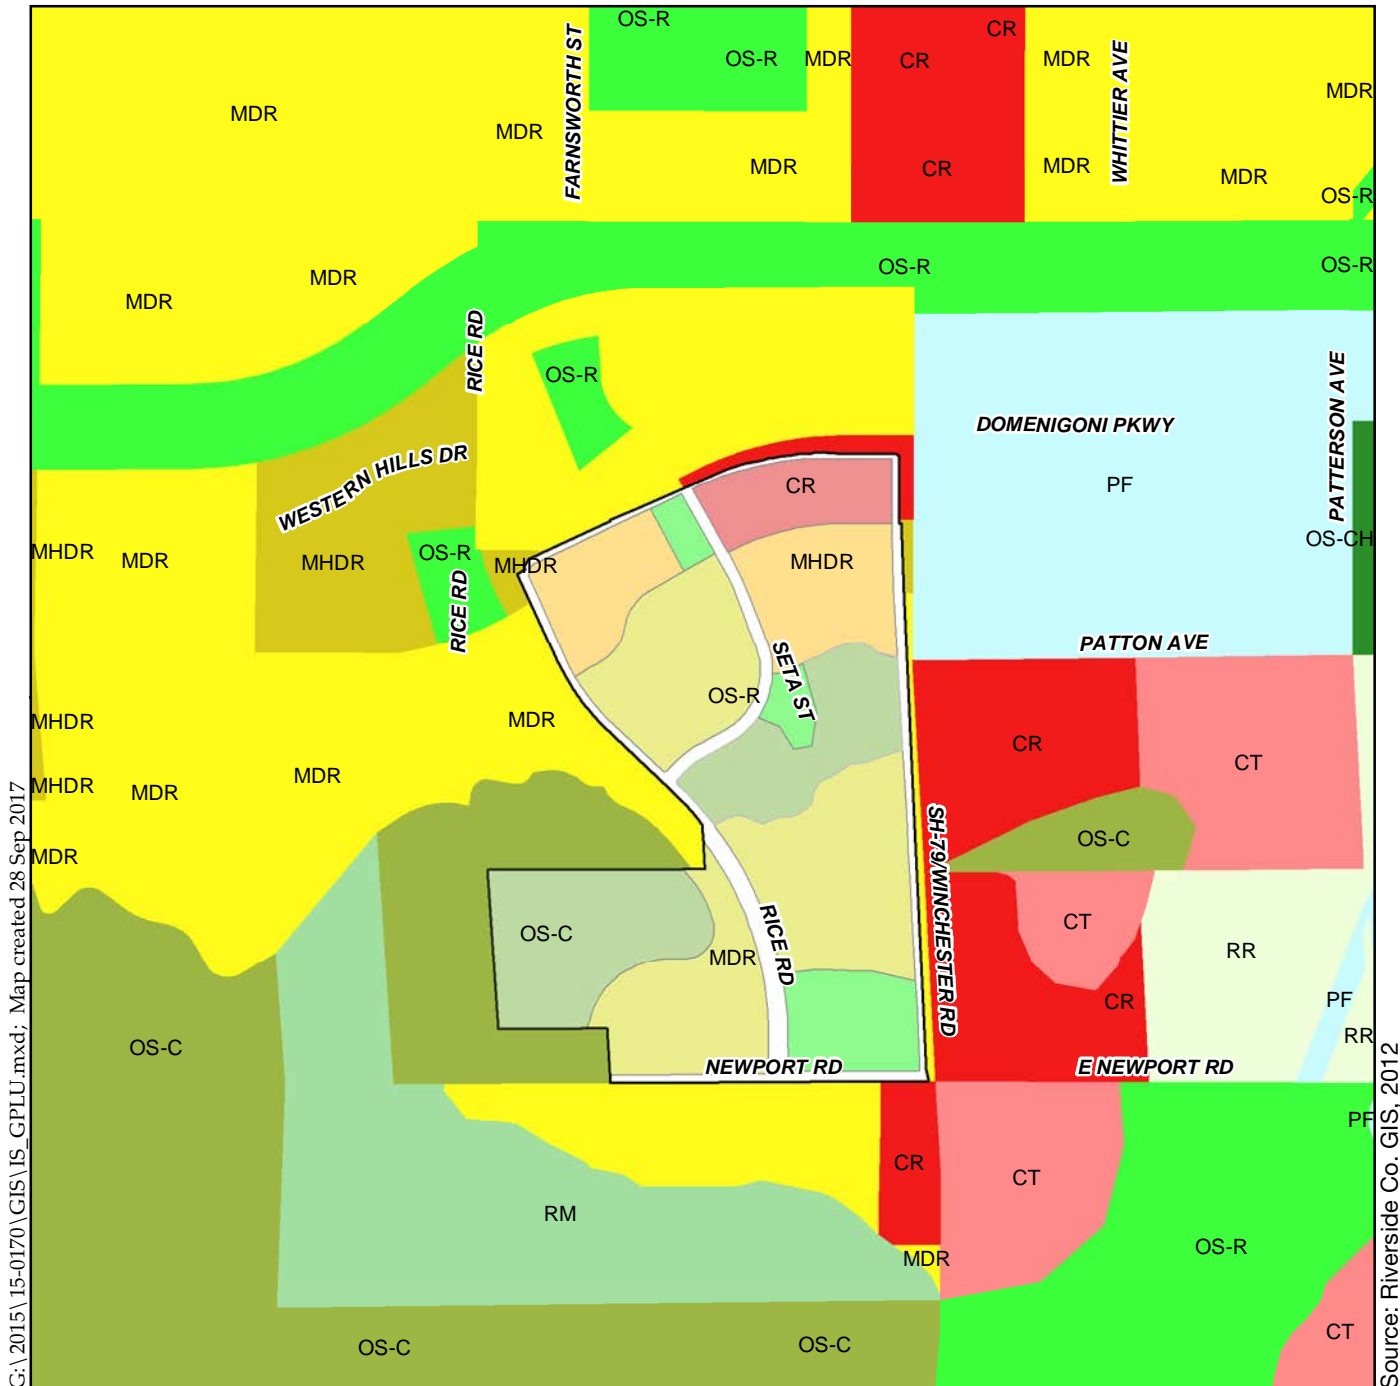 OS-R
CR
FARNSWORTH ST
OS-R
MDR
CR
MDR
WHITTIER AVE
MDR
MDR
MDR
MDR
CR
MDR
MDR
OS-R
OS-R
OS-R
MDR
MDR
RICE RD
OS-R
PATTERSON AVE
DOMENIGONI PKWY
WESTERN HILLS DR
CR
PF
OS-CH
MHDR
MDR
MHDR
OS-R
MHDR
MHDR
RICE RD
PATTON AVE
SETA ST
OS-R
MHDR
MDR
CR
CT
MDR
MHDR
MDR
OS-C
MDR
SH-79/WINCHESTER RD
CT
OS-C
RICE RD
MDR
RR
CR
PF
RR
OS-C
NEWPORT RD
E NEWPORT RD
PF
CR
CT
RM
OS-R
MDR
CT
OS-C
OS-C
G:\2015\15-0170\GIS\IS_GPLU.mxd; Map created 28 Sep 2017
Source: Riverside Co. GIS, 2012